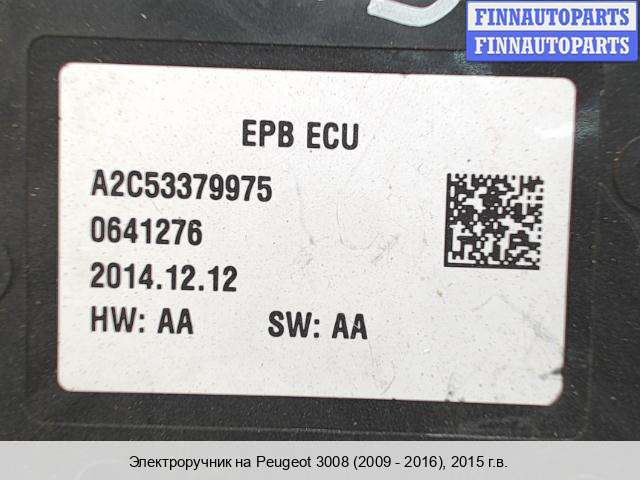 FINNAUTOPARTS
FINNAUTOPARTS
EPB ECU
A2C53379975
0641276
2014.12.12
HW: AA SW: AA
Электроручник на Peugeot 3008 (2009 - 2016), 2015 г.в.